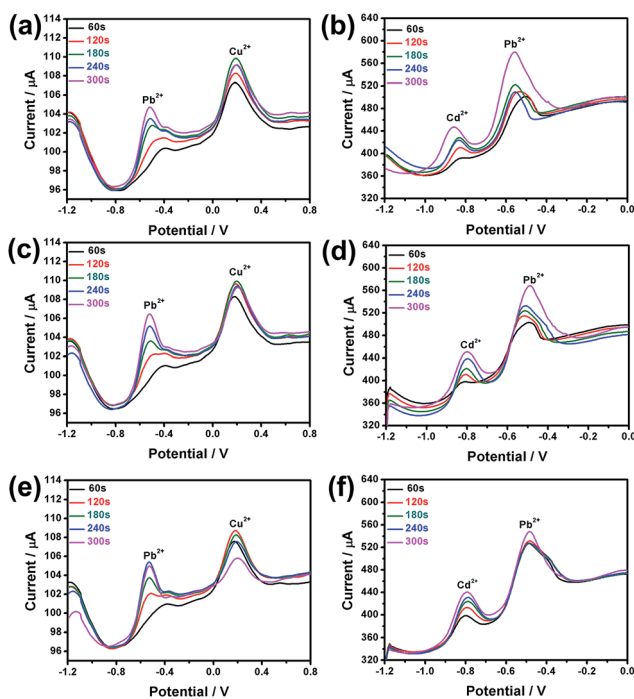 (a)
60s
120s
180s
240s
300s
Pb2+
Cu2+
Current / μA
114
112
110
108
106
104
102
100
98
96
94
-1.2 -0.8 -0.4 0.0 0.4 0.8
Potential / V
(b)
60s
120s
180s
240s
300s
Cd2+
Pb2+
Current / μA
640
600
560
520
480
440
400
360
320
-1.2 -1.0 -0.8 -0.6 -0.4 -0.2 0.0
Potential / V
(c)
60s
120s
180s
240s
300s
Pb2+
Cu2+
Current / μA
114
112
110
108
106
104
102
100
98
96
94
-1.2 -0.8 -0.4 0.0 0.4 0.8
Potential / V
(d)
60s
120s
180s
240s
300s
Cd2+
Pb2+
Current / μA
640
600
560
520
480
440
400
360
320
-1.2 -1.0 -0.8 -0.6 -0.4 -0.2 0.0
Potential / V
(e)
60s
120s
180s
240s
300s
Pb2+
Cu2+
Current / μA
114
112
110
108
106
104
102
100
98
96
94
-1.2 -0.8 -0.4 0.0 0.4 0.8
Potential / V
(f)
60s
120s
180s
240s
300s
Cd2+
Pb2+
Current / μA
640
600
560
520
480
440
400
360
320
-1.2 -1.0 -0.8 -0.6 -0.4 -0.2 0.0
Potential / V